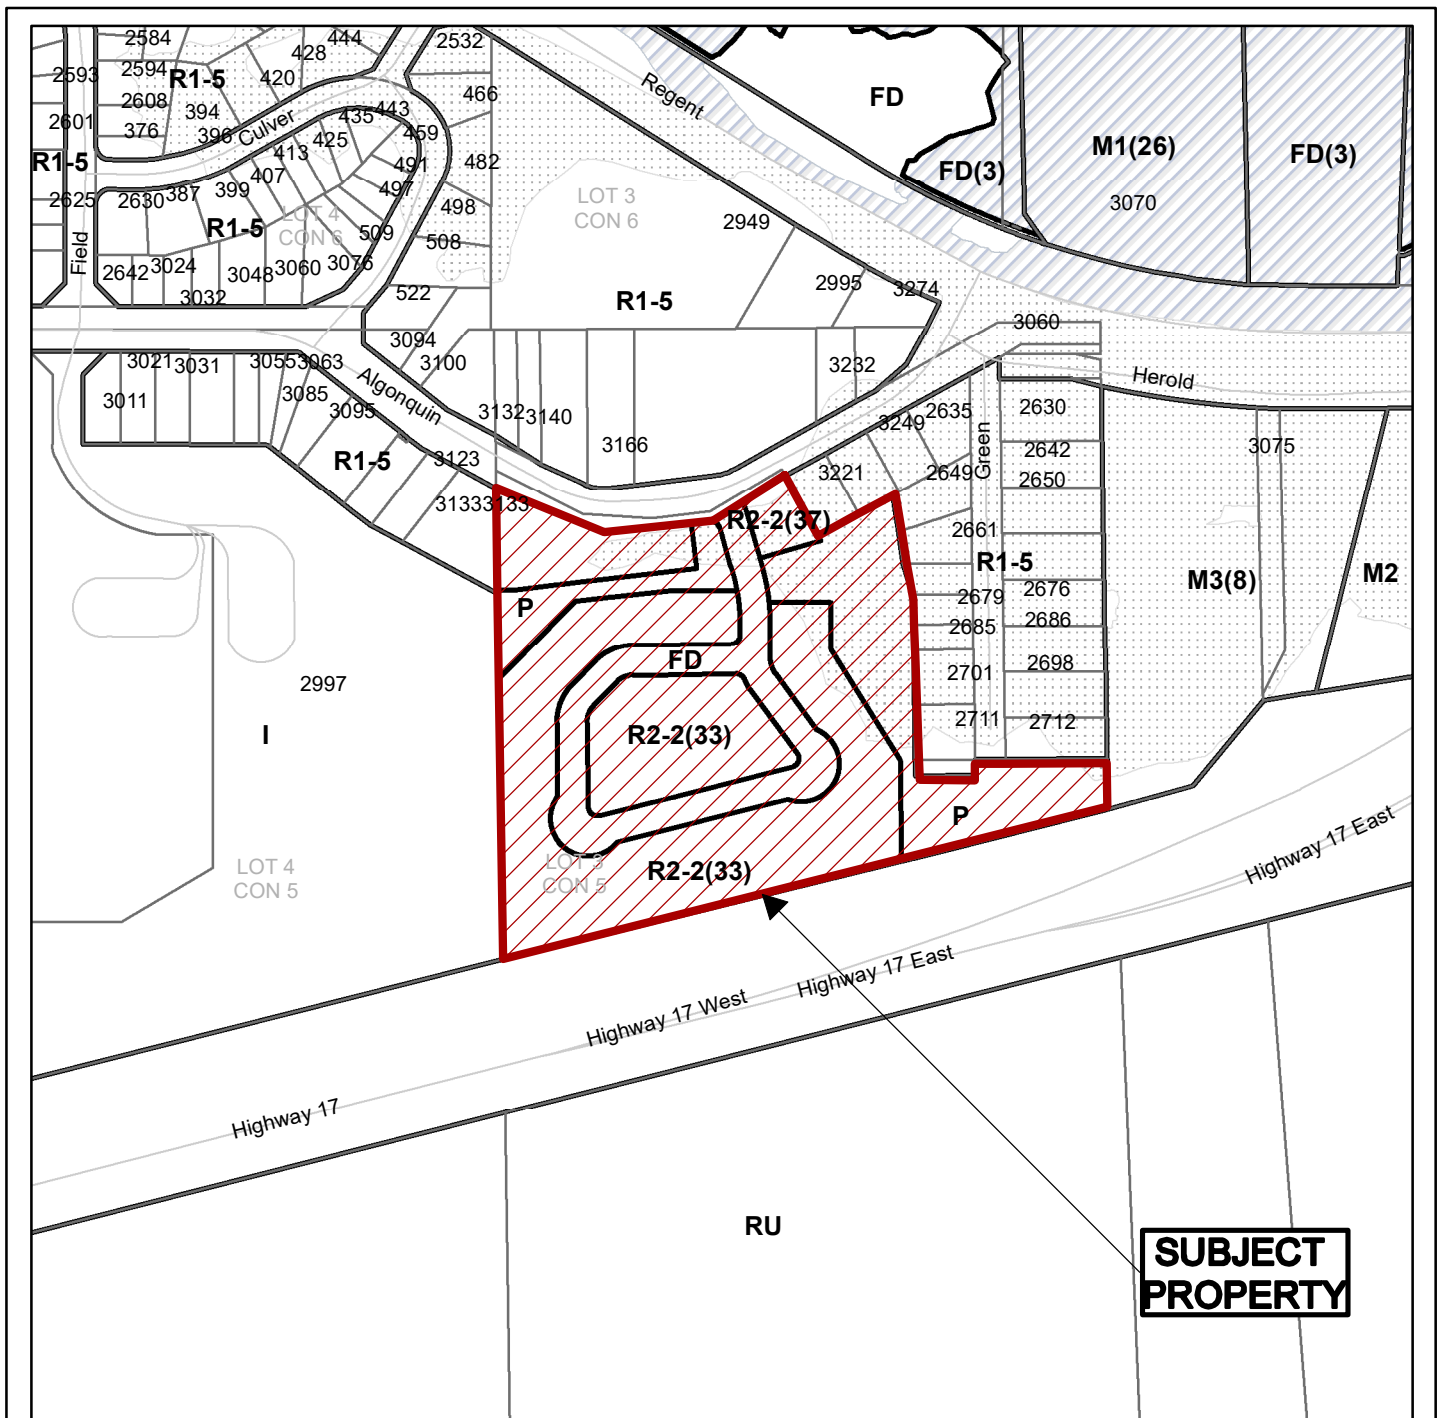 2584
444
428
2532
2593
2594
R1-5
420
466
Regent
FD
2608
394
443
435
2601
376
396
Culver
425
459
M1(26)
FD(3)
R1-5
413
491
482
FD(3)
407
497
2625
2630
387
399
LOT 3
CON 6
3070
498
2949
LOT 4
CON 6
R1-5
509
508
Field
2642
3024
3048
3060
3076
2995
3274
3032
522
R1-5
3060
3094
3100
3021
3031
3055
3063
3232
Herold
3011
3085
3095
Algonquin
3132
3140
3249
2635
2630
3166
3075
R1-5
3123
3221
2649
Green
2642
2650
3133
3133
R2-2(37)
2661
R1-5
M3(8)
M2
P
2679
2676
2685
2686
FD
2701
2698
2997
I
R2-2(33)
2711
2712
P
Highway 17 East
LOT 4
CON 5
LOT 3
CON 5
R2-2(33)
Highway 17 East
Highway 17 West
Highway 17
RU
SUBJECT
PROPERTY